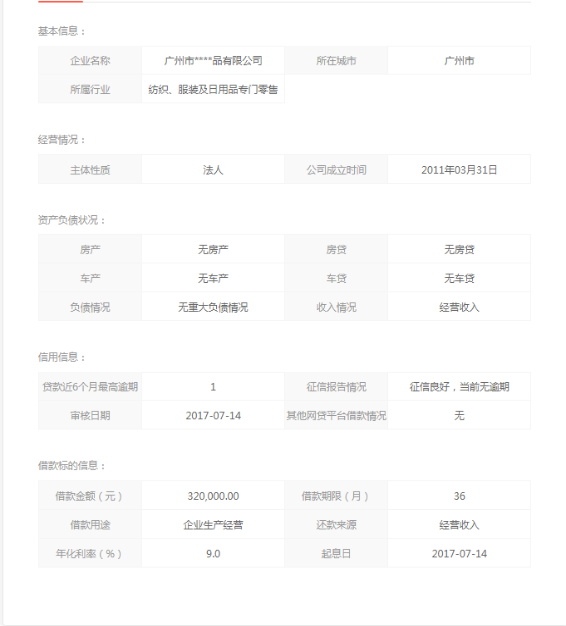 基本信息：
企业名称 广州市****品有限公司 所在城市 广州市
所属行业 纺织、服装及日用品专门零售
经营情况：
主体性质 法人 公司成立时间 2011年03月31日
资产负债状况：
房产 无房产 房贷 无房贷
车产 无车产 车贷 无车贷
负债情况 无重大负债情况 收入情况 经营收入
信用信息：
贷款近6个月最高逾期 1 征信报告情况 征信良好，当前无逾期
审核日期 2017-07-14 其他网贷平台借款情况 无
借款标的信息：
借款金额（元） 320,000.00 借款期限（月） 36
借款用途 企业生产经营 还款来源 经营收入
年化利率（%） 9.0 起息日 2017-07-14